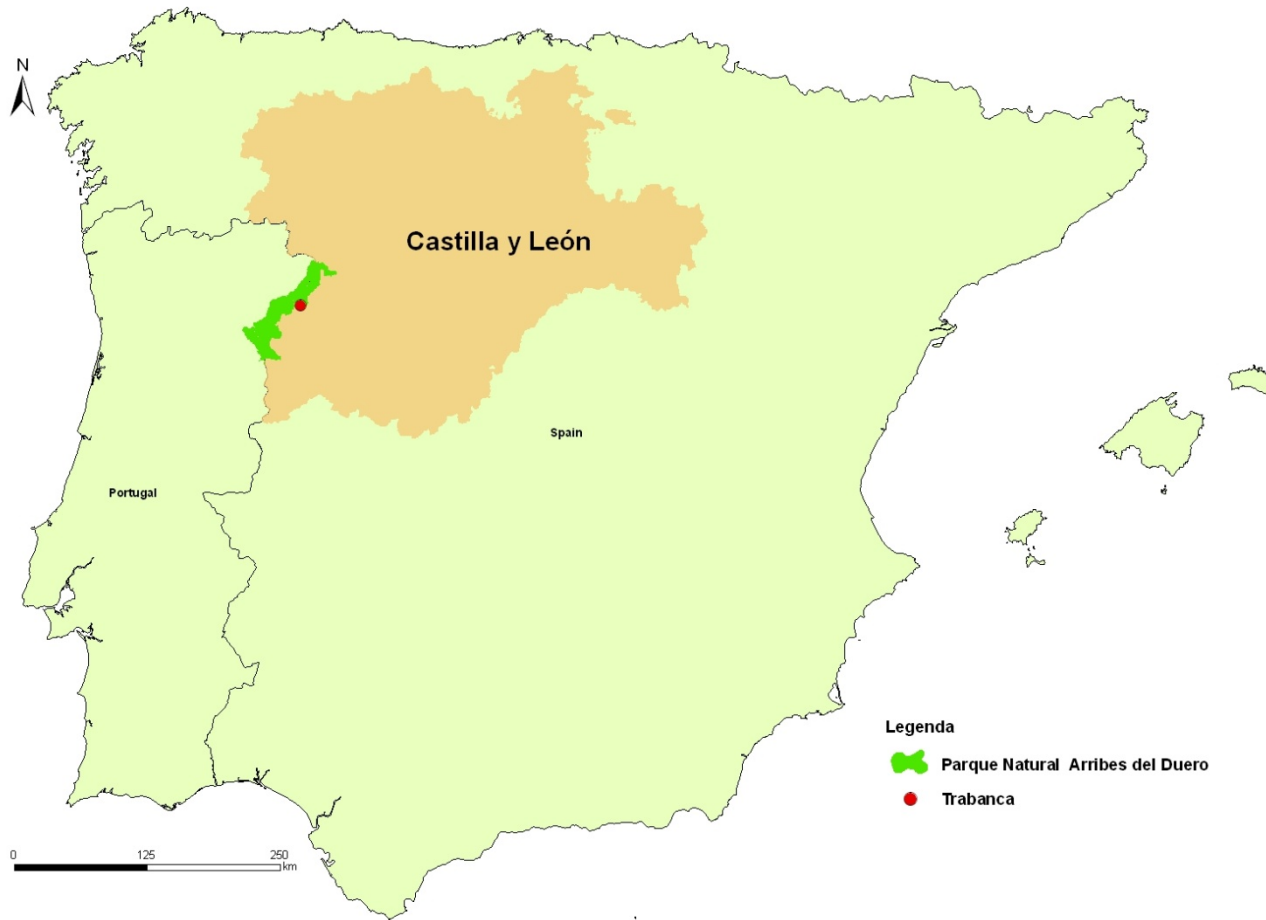 N
Castilla y León
Spain
Portugal
Legenda
Parque Natural Arribes del Duero
Trabanca
0 125 250
km